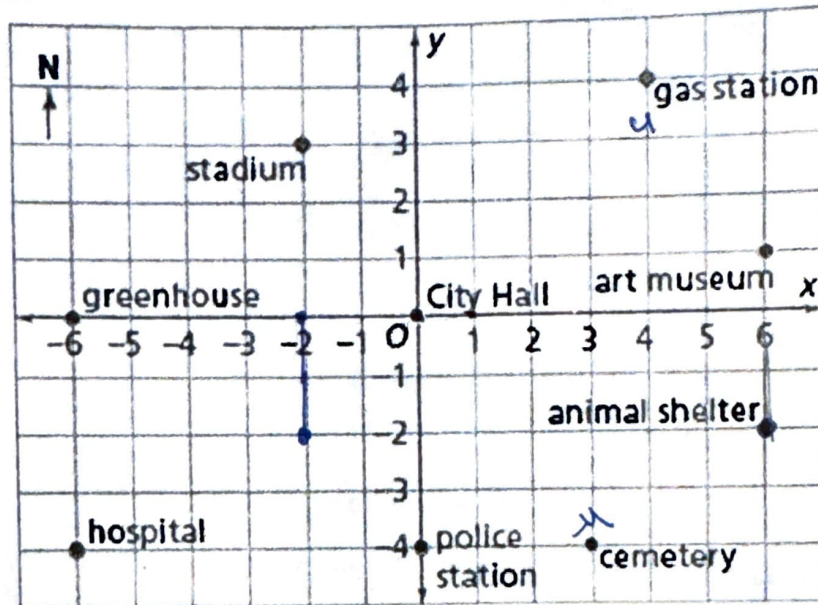 y
N
4
gas station
3
stadium
2
1
greenhouse
City Hall
art museum
x
-6 -5 -4 -3 -2 -1 O 1 2 3 4 5 6
-1
animal shelter
-2
-3
hospital
-4
police
station
cemetery